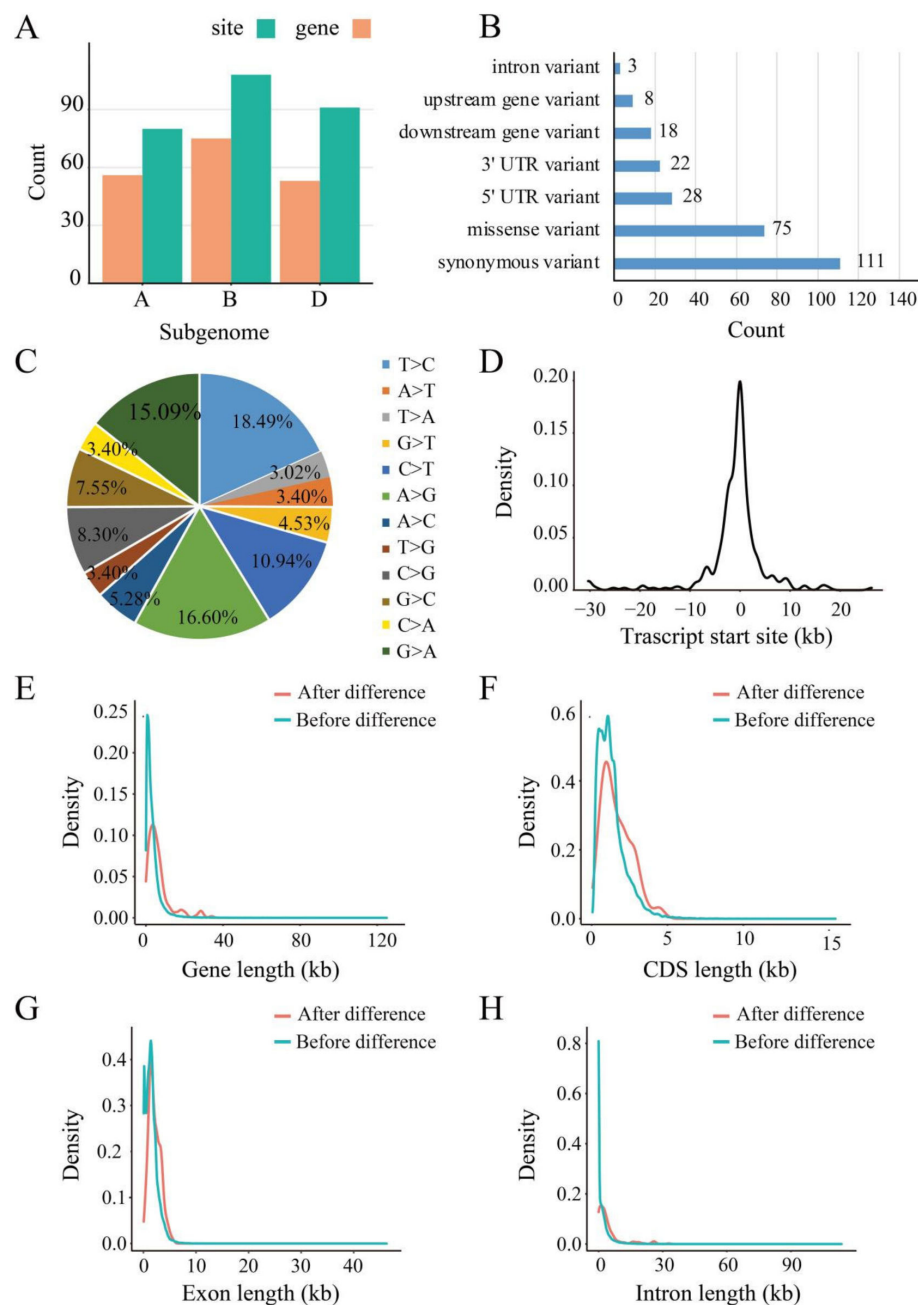 A
site gene
90
60
30
0
Count
A B D
Subgenome
B
intron variant 3
upstream gene variant 8
downstream gene variant 18
3' UTR variant 22
5' UTR variant 28
missense variant 75
synonymous variant 111
0 20 40 60 80 100 120 140
Count
C
18.49%
3.02%
3.40%
4.53%
10.94%
16.60%
5.28%
3.40%
8.30%
7.55%
3.40%
15.09%
T>C
A>T
T>A
G>T
C>T
A>G
A>C
T>G
C>G
G>C
C>A
G>A
D
0.20
0.15
0.10
0.05
0.00
Density
−30 −20 −10 0 10 20
Trascript start site (kb)
E
After difference
Before difference
0.25
0.20
0.15
0.10
0.05
0.00
Density
0 40 80 120
Gene length (kb)
F
After difference
Before difference
0.6
0.4
0.2
0.0
Density
0 5 10 15
CDS length (kb)
G
After difference
Before difference
0.4
0.3
0.2
0.1
0.0
Density
0 10 20 30 40
Exon length (kb)
H
After difference
Before difference
0.8
0.6
0.4
0.2
0.0
Density
0 30 60 90
Intron length (kb)